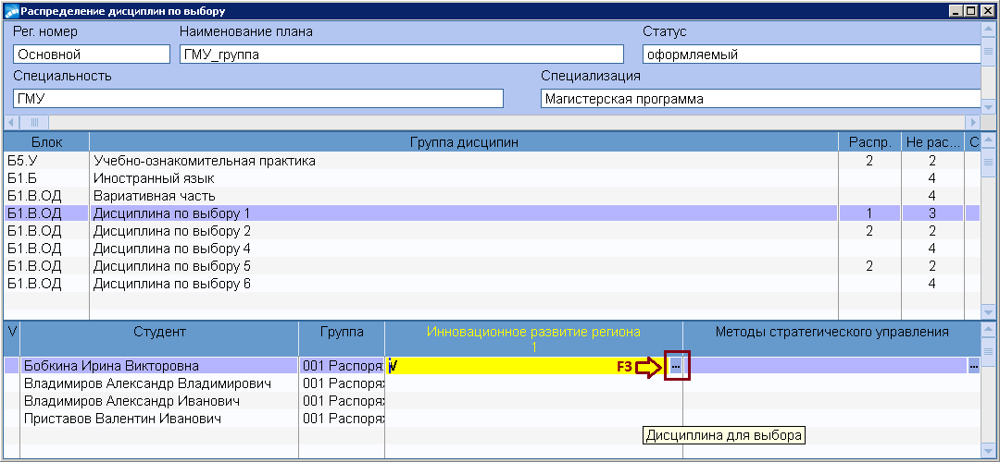 Распределение дисциплин по выбору
Рег. номер Наименование плана Статус
Основной ГМУ_группа оформляемый
Специальность Специализация
ГМУ Магистерская программа
Блок Группа дисипин Распр. Не рас... С
Б5.У Учебно-ознакомительная практика 2 2
Б1.Б Иностранный язык 4
Б1.В.ОД Вариативная часть 4
Б1.В.ОД Дисциплина по выбору 1 1 3
Б1.В.ОД Дисциплина по выбору 2 2 2
Б1.В.ОД Дисциплина по выбору 4 4
Б1.В.ОД Дисциплина по выбору 5 2 2
Б1.В.ОД Дисциплина по выбору 6 4
V Студент Группа Инновационное развитие региона Методы стратегического управления
1
Бобкина Ирина Викторовна 001 Распоря V F3 ... ...
Владимиров Александр Владимирович 001 Распоря
Владимиров Александр Иванович 001 Распоря
Приставов Валентин Иванович 001 Распоря
Дисциплина для выбора